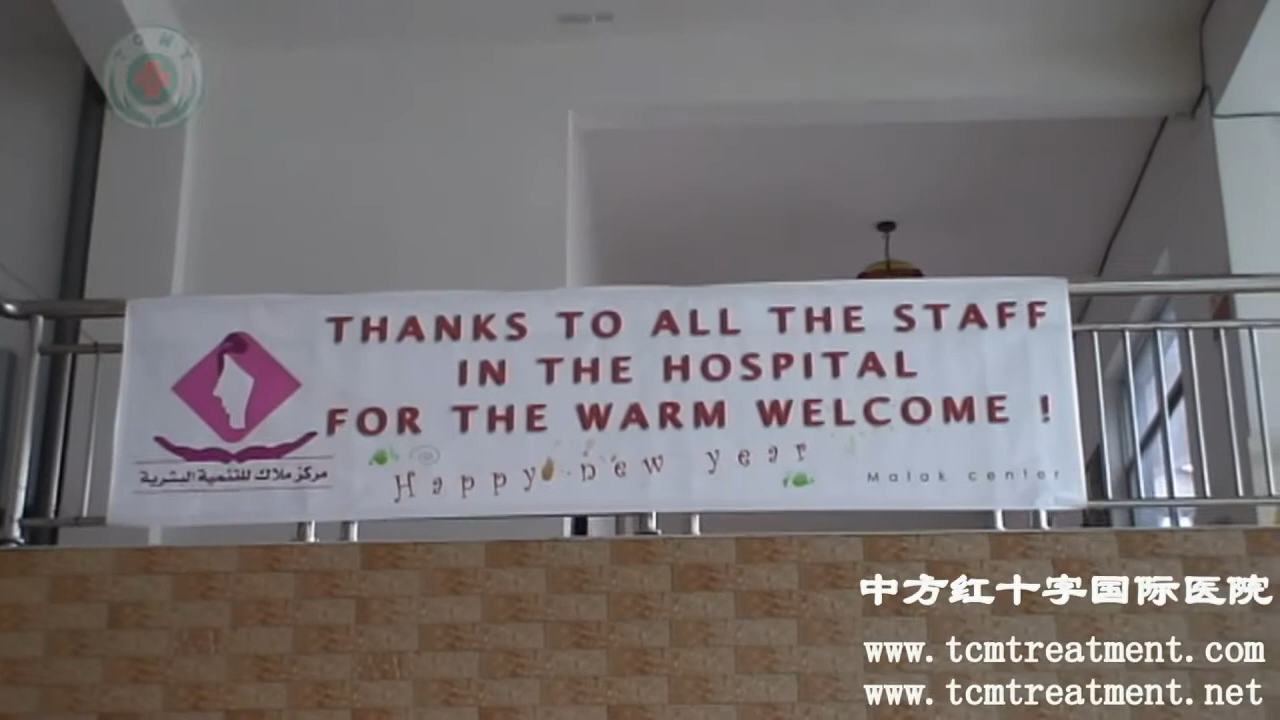 TCMT
THANKS TO ALL THE STAFF
IN THE HOSPITAL
FOR THE WARM WELCOME !
Happy new year
Malak center
مركز ملاك للتنمية البشرية
中方红十字国际医院
www.tcmtreatment.com
www.tcmtreatment.net